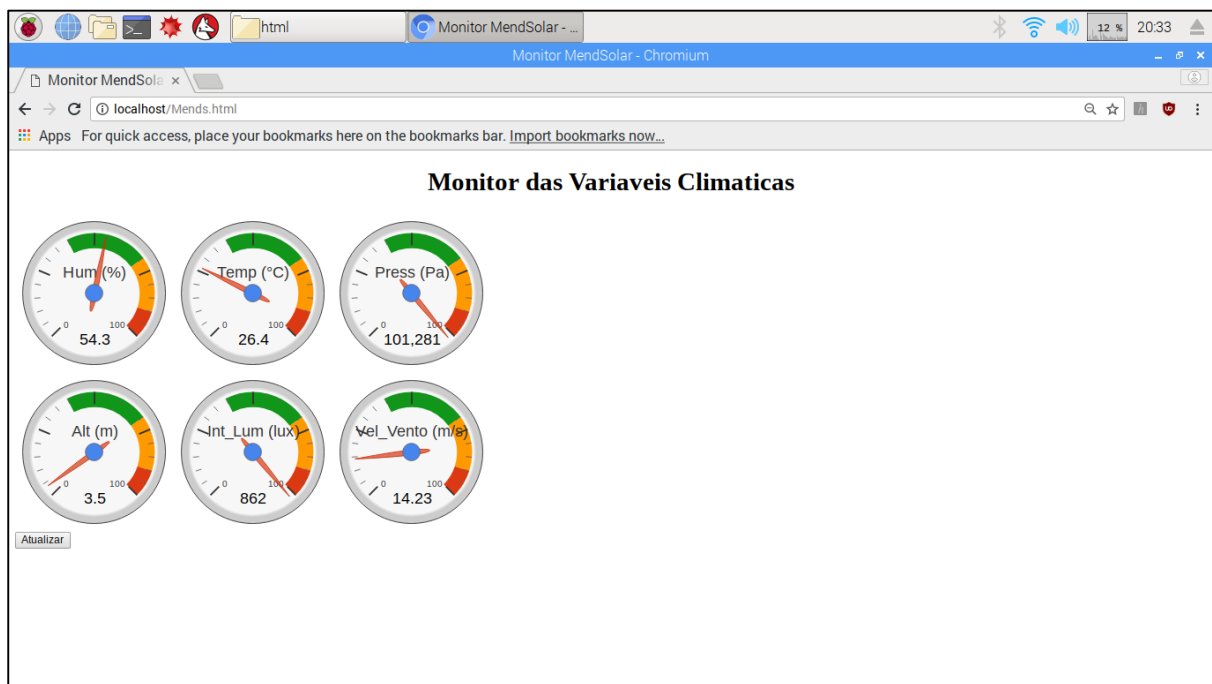 html
Monitor MendSolar - ...
12 %
20:33
Monitor MendSolar - Chromium
Monitor MendSola
localhost/Mends.html
Apps For quick access, place your bookmarks here on the bookmarks bar. Import bookmarks now...
Monitor das Variaveis Climaticas
Hum (%)
0 100
54.3
Temp (°C)
0 100
26.4
Press (Pa)
0 100
101,281
Alt (m)
0 100
3.5
Int_Lum (lux)
0 100
862
Vel_Vento (m/s)
0 100
14.23
Atualizar